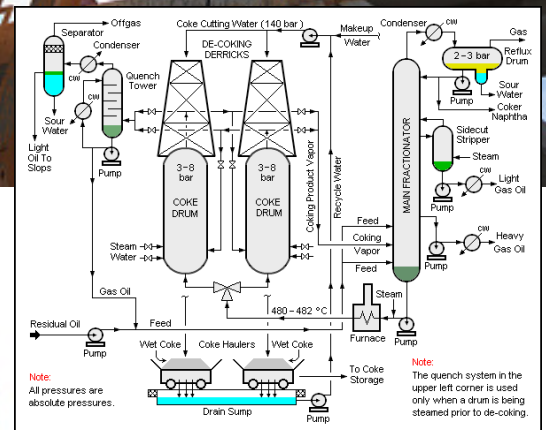 Offgas
Separator
Condenser
CW
Quench
Tower
CW
Sour
Water
Light
Oil To
Slops
Pump
Coke Cutting Water (140 bar)
DE-COKING
DERRICKS
Makeup
Water
3–8
bar
COKE
DRUM
3–8
bar
COKE
DRUM
Steam
Water
Coking Product Vapor
Recycle Water
Condenser
CW
Gas
2–3 bar
Reflux
Drum
Pump
Sour
Water
Coker
Naphtha
Sidecut
Stripper
Steam
MAIN FRACTIONATOR
CW
Light
Gas Oil
Pump
Feed
Coking
Vapor
Feed
CW
Heavy
Gas Oil
Pump
Gas Oil
480–482 °C
Steam
Furnace
Pump
Residual Oil
Feed
Pump
Wet Coke
Coke Haulers
Wet Coke
To Coke
Storage
Drain Sump
Pump
Note:
All pressures are
absolute pressures.
Note:
The quench system in the
upper left corner is used
only when a drum is being
steamed prior to de-coking.